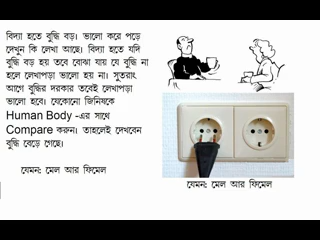 বিদ্যা হতে বুদ্ধি বড়। ভালো করে পড়ে
দেখুন কি লেখা আছে। বিদ্যা হতে যদি
বুদ্ধি বড় হয় তবে বোঝা যায় যে বুদ্ধি না
হলে লেখাপড়া ভালো হয় না। সুতরাং
আগে বুদ্ধির দরকার তবেই লেখাপড়া
ভালো হবে। যেকোনো জিনিষকে
Human Body -এর সাথে
Compare করুন। তাহলেই দেখবেন
বুদ্ধি বেড়ে গেছে।
যেমন: মেল আর ফিমেল
যেমন: মেল আর ফিমেল